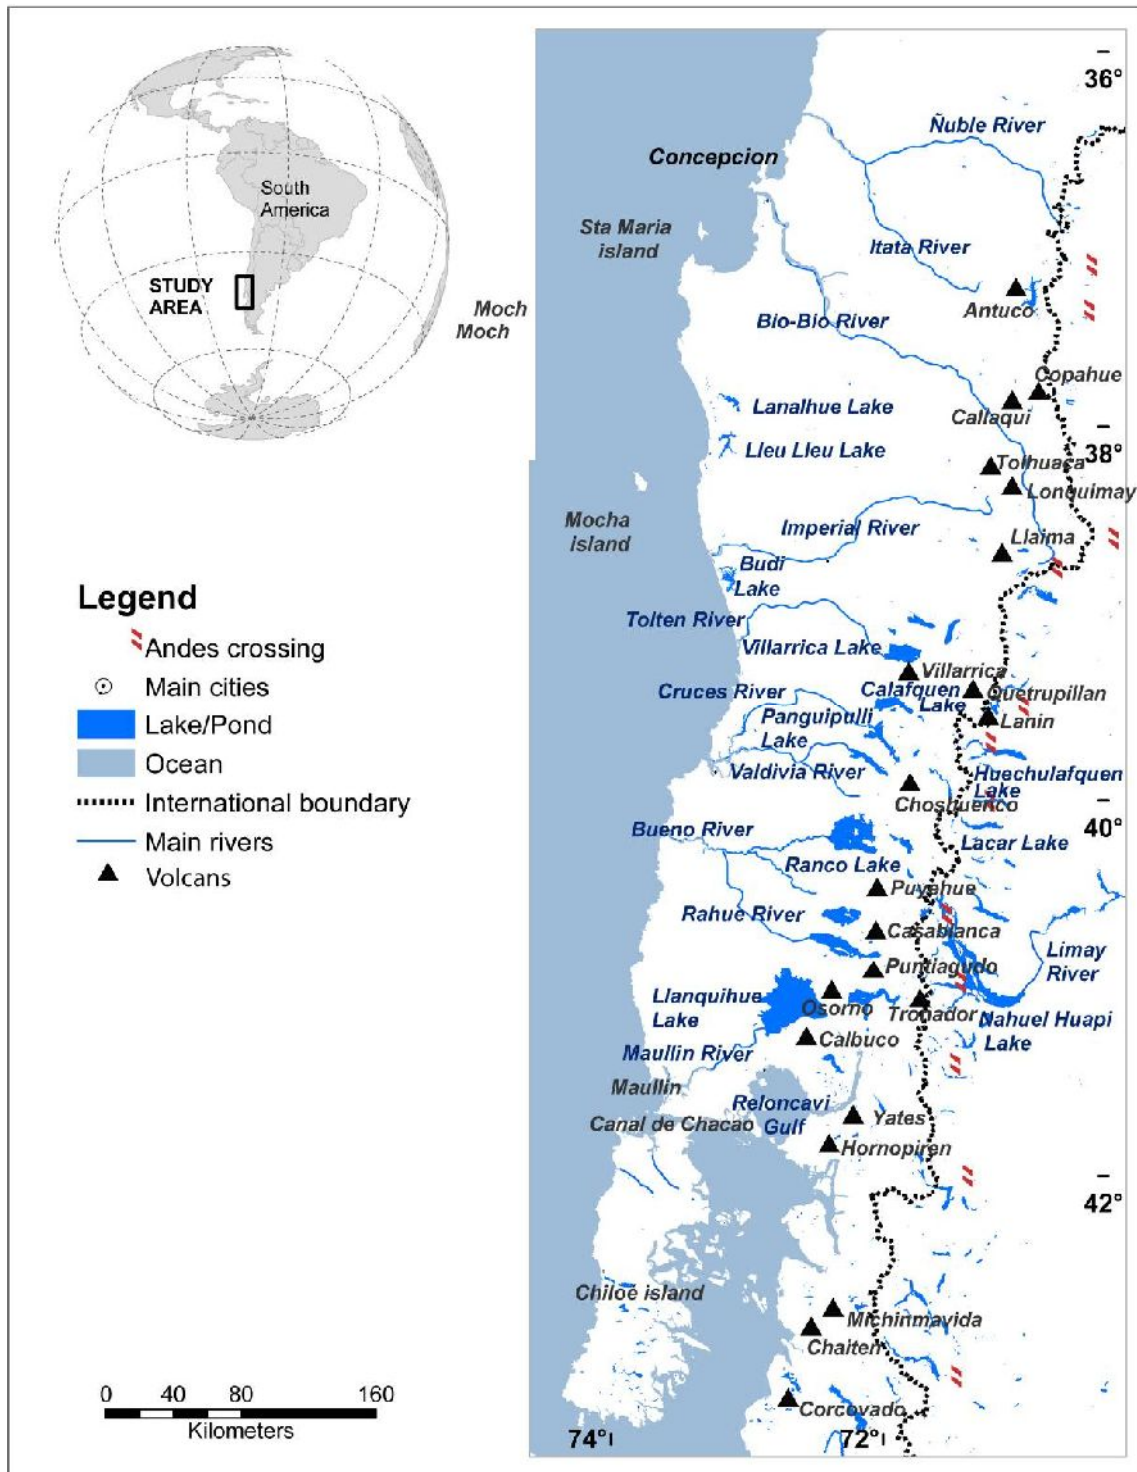 South
America
STUDY
AREA
Moch
Moch
Legend
Andes crossing
Main cities
Lake/Pond
Ocean
International boundary
Main rivers
Volcans
0 40 80 160
Kilometers
36°
Ñuble River
Concepcion
Sta Maria
island
Itata River
Antuco
Bio-Bio River
Copahue
Lanalhue Lake
Callaqui
Lleu Lleu Lake
38°
Tolhuaca
Lonquimay
Mocha
island
Imperial River
Llaima
Budi
Lake
Tolten River
Villarrica Lake
Villarrica
Cruces River
Calafquen
Lake
Quetrupillan
Panguipulli
Lake
Lanin
Valdivia River
Huechulafquen
Lake
Choshuenco
40°
Bueno River
Lacar Lake
Ranco Lake
Puyehue
Rahue River
Casablanca
Limay
River
Puntiagudo
Llanquihue
Lake
Osorno
Tronador
Nahuel Huapi
Lake
Calbuco
Maullin River
Maullin
Reloncavi
Gulf
Canal de Chacao
Yates
Hornopiren
42°
Chiloé island
Michinmavida
Chaiten
Corcovado
74°
72°